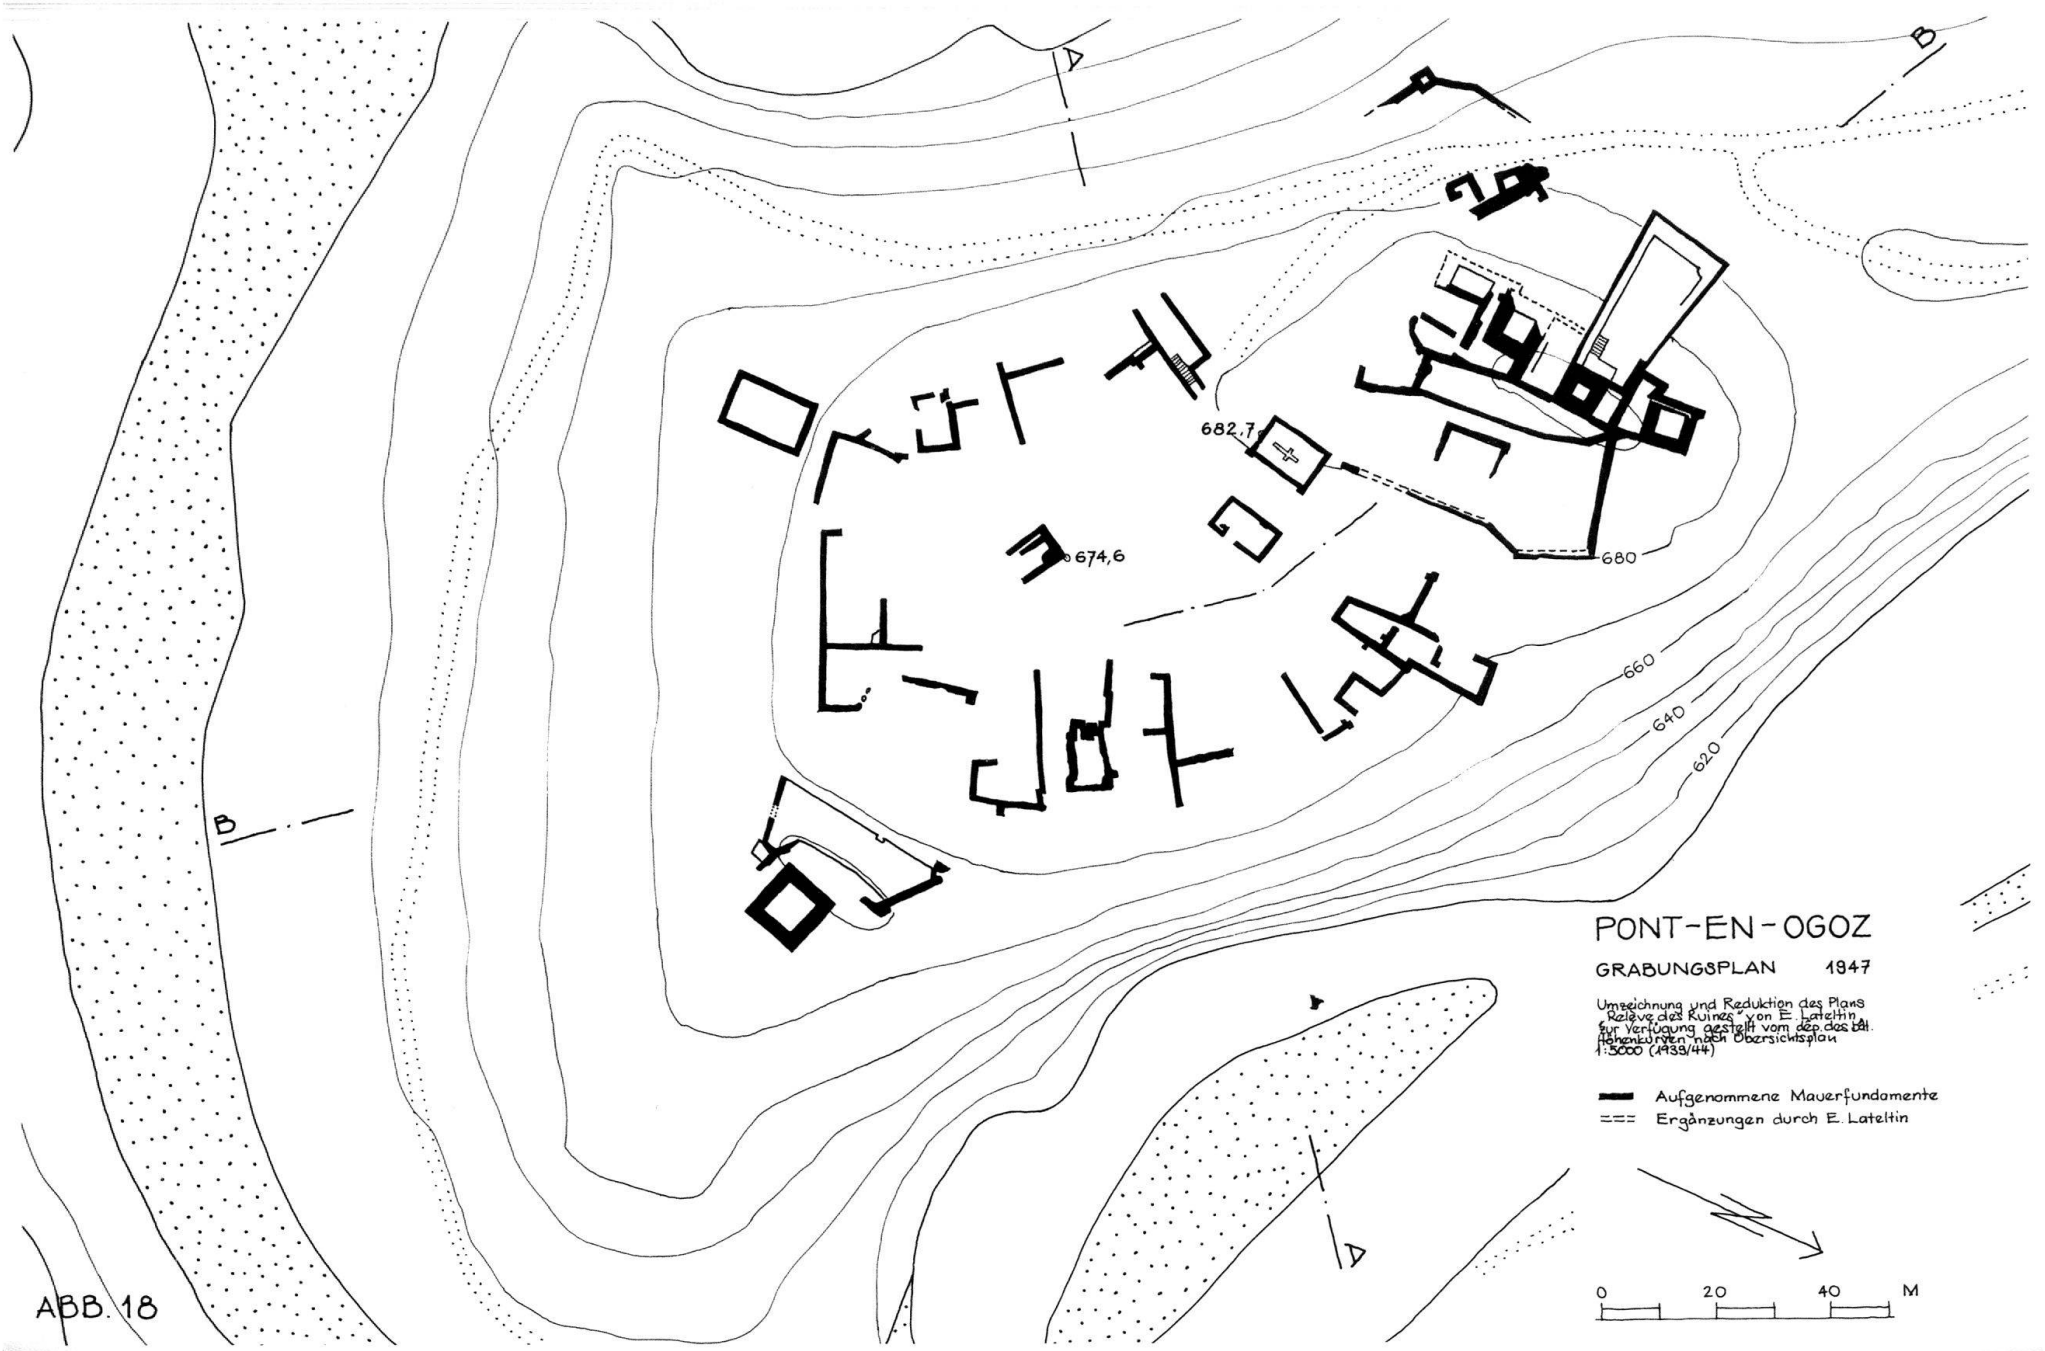 D
B
682,7
674,6
680
660
640
620
B
PONT-EN-OGOZ
GRABUNGSPLAN 1947
Umzeichnung und Reduktion des Plans
"Relève des Ruines" von E. Lateltin,
zur Verfügung gestellt vom dép. des bât.
Höhenkurven nach Übersichtsplan
1:5000 (1939/44)
Aufgenommene Mauerfundamente
Ergänzungen durch E. Lateltin
D
N
0 20 40 M
ABB. 18